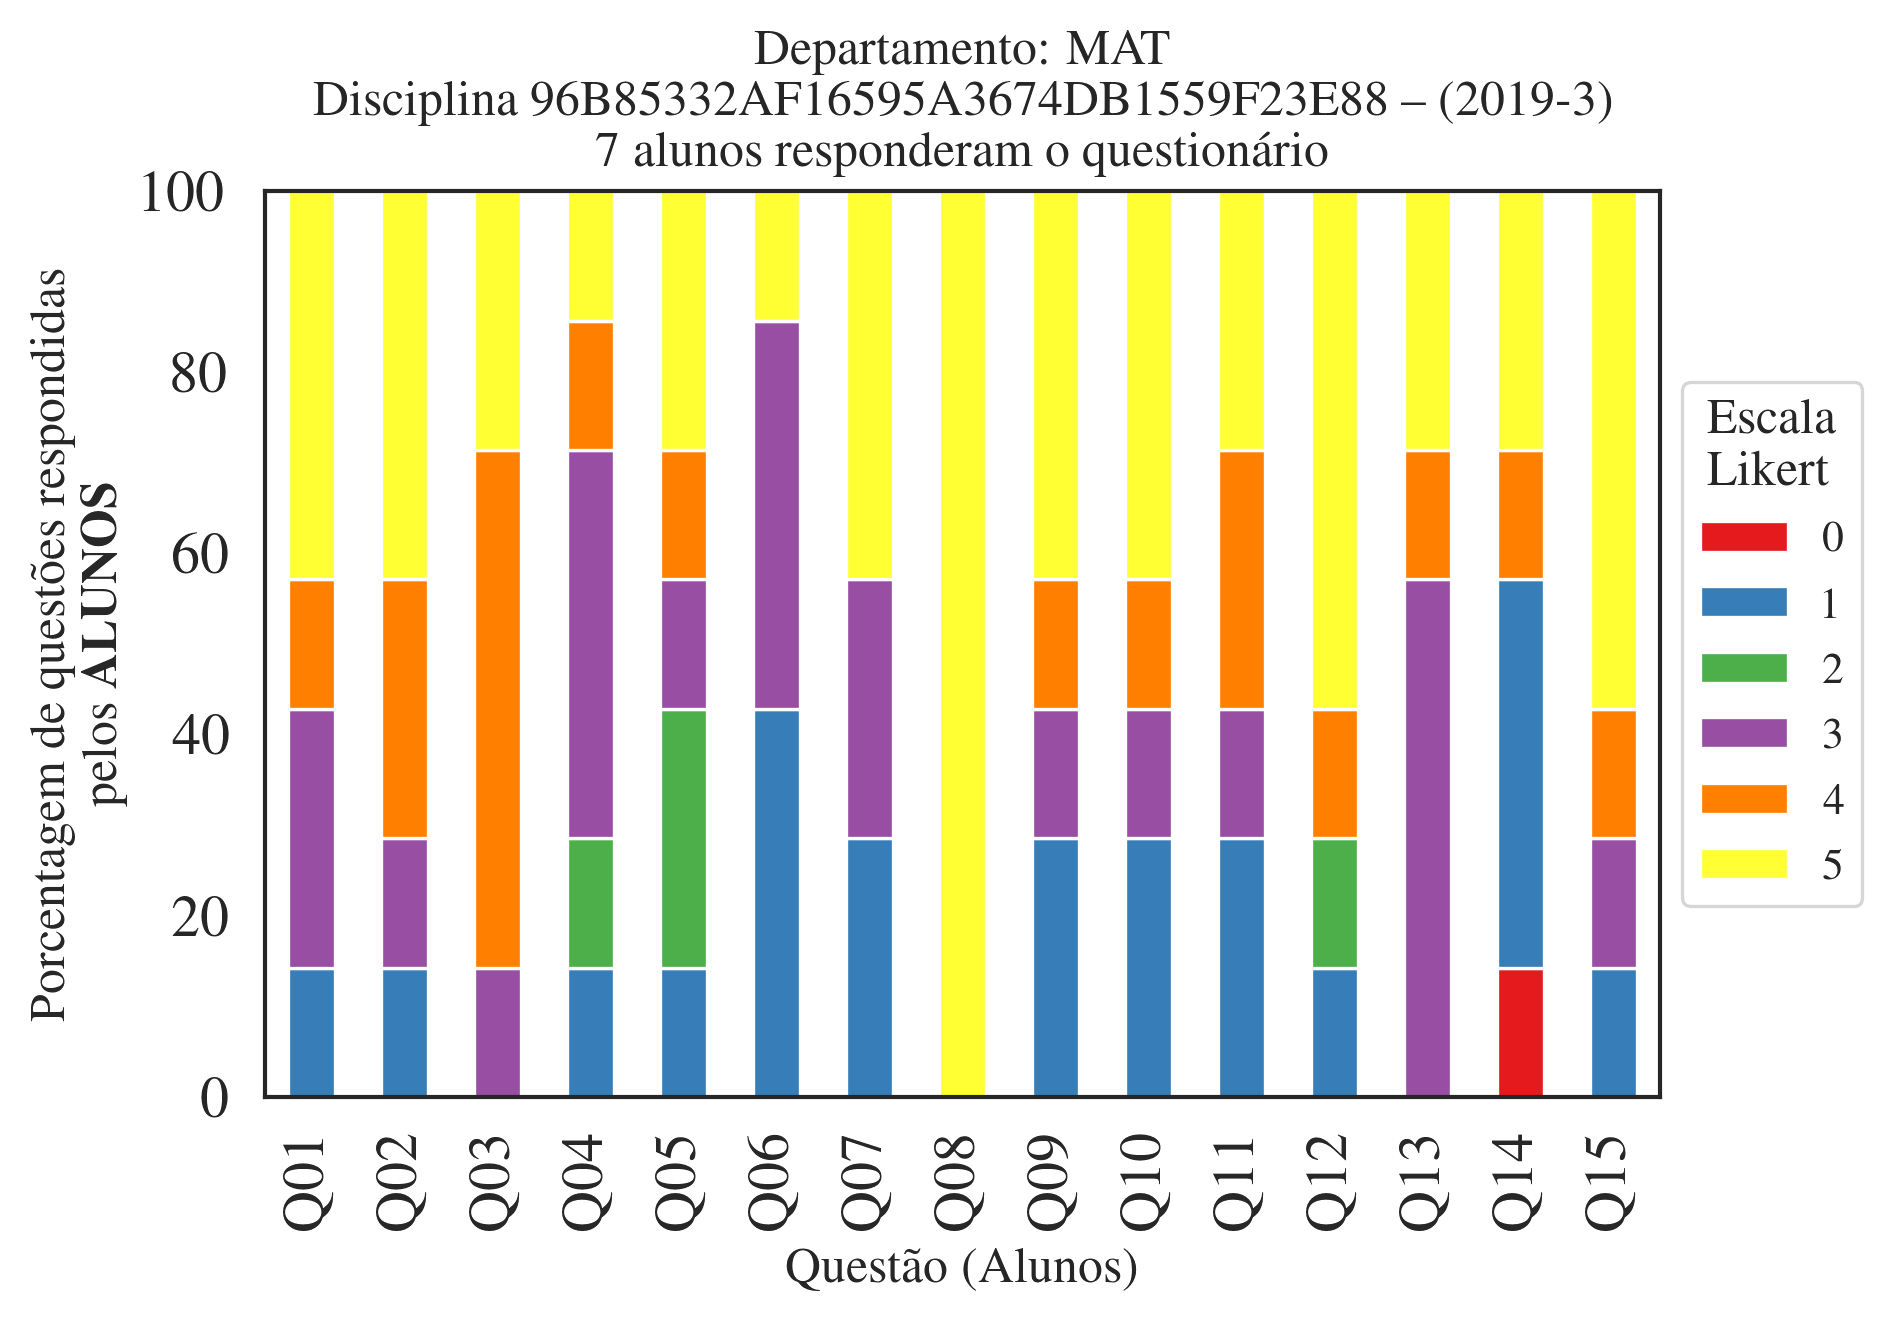 Departamento: MAT
Disciplina 96B85332AF16595A3674DB1559F23E88 – (2019-3)
7 alunos responderam o questionário
Porcentagem de questões respondidas
pelos ALUNOS
100
80
60
40
20
0
Q01
Q02
Q03
Q04
Q05
Q06
Q07
Q08
Q09
Q10
Q11
Q12
Q13
Q14
Q15
Questão (Alunos)
Escala
Likert
0
1
2
3
4
5